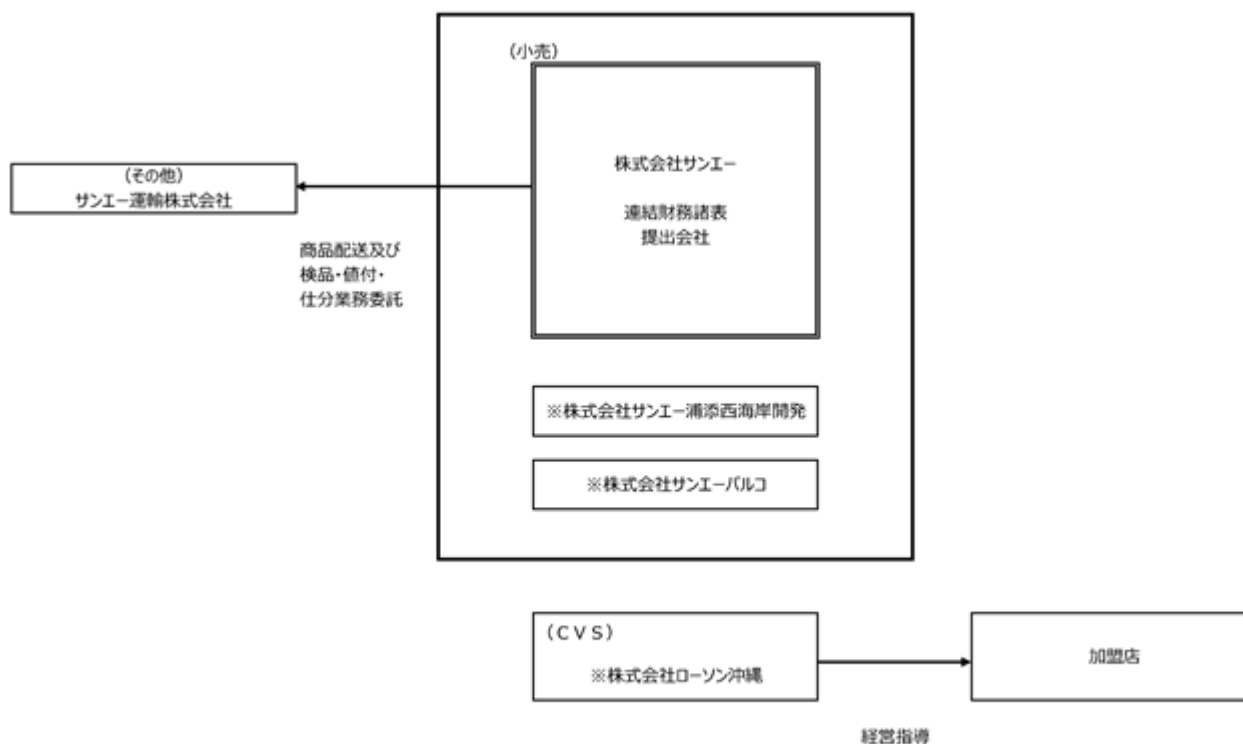 （小売）
株式会社サンエー
連結財務諸表
提出会社
（その他）
サンエー運輸株式会社
商品配送及び
検品・値付・
仕分業務委託
※株式会社サンエー浦添西海岸開発
※株式会社サンエーパルコ
（ＣＶＳ）
※株式会社ローソン沖縄
加盟店
経営指導